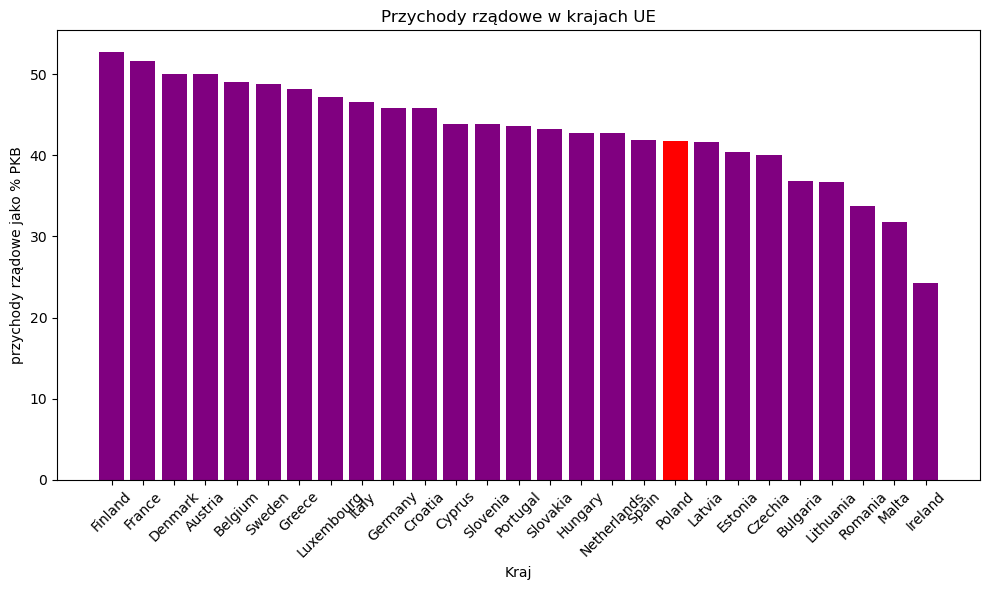 Przychody rządowe w krajach UE
przychody rządowe jako % PKB
50
40
30
20
10
0
Finland
France
Denmark
Austria
Belgium
Sweden
Greece
Luxembourg
Italy
Germany
Croatia
Cyprus
Slovenia
Portugal
Slovakia
Hungary
Netherlands
Spain
Poland
Latvia
Estonia
Czechia
Bulgaria
Lithuania
Romania
Malta
Ireland
Kraj